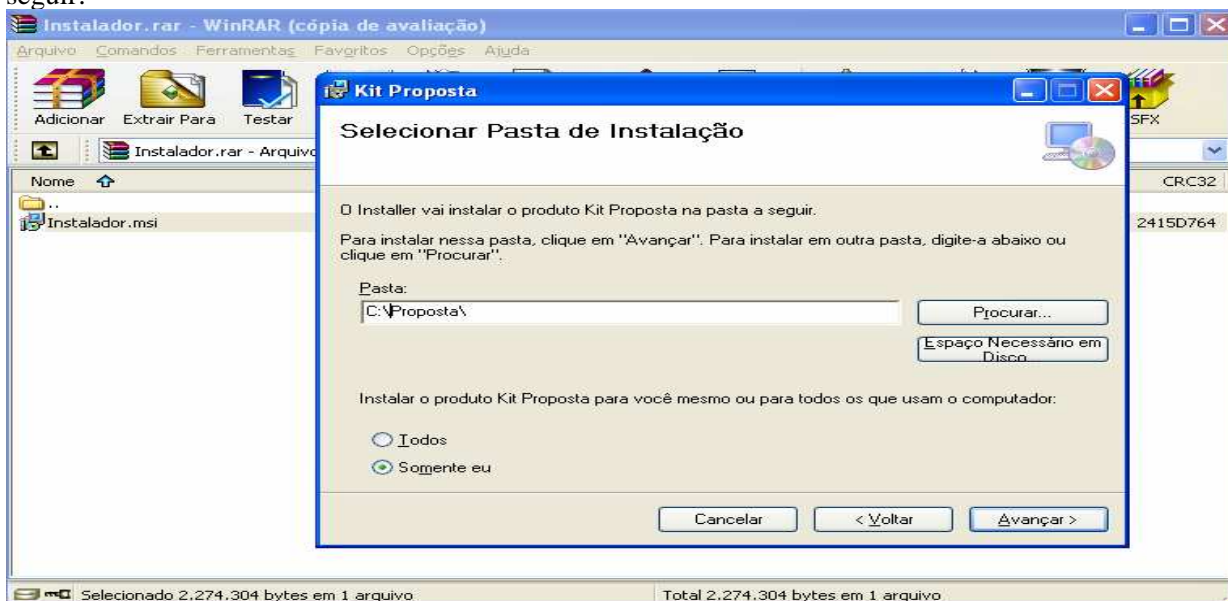 seguir:
Instalador.rar - WinRAR (cópia de avaliação)
Arquivo Comandos Ferramentas Favoritos Opções Ajuda
Adicionar Extrair Para Testar
SFX
Instalador.rar - Arquivo
Nome
CRC32
..
Instalador.msi
2415D764
Kit Proposta
Selecionar Pasta de Instalação
O Installer vai instalar o produto Kit Proposta na pasta a seguir.
Para instalar nessa pasta, clique em "Avançar". Para instalar em outra pasta, digite-a abaixo ou
clique em "Procurar".
Pasta:
C:\Proposta\
Procurar...
Espaço Necessário em
Disco...
Instalar o produto Kit Proposta para você mesmo ou para todos os que usam o computador:
Todos
Somente eu
Cancelar < Voltar Avançar >
Selecionado 2.274.304 bytes em 1 arquivo
Total 2.274.304 bytes em 1 arquivo